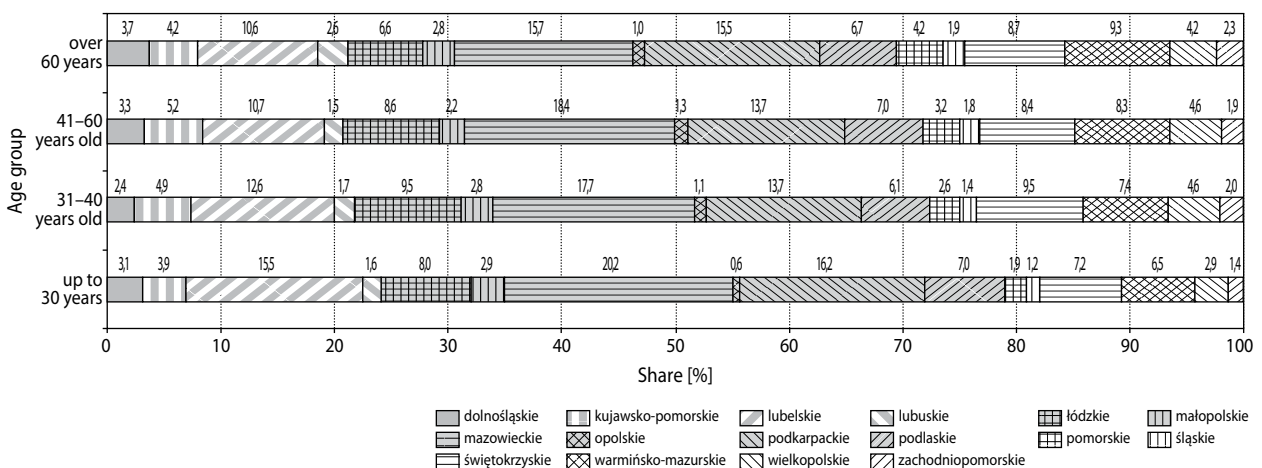 3,7 4,2 10,6 2,6 6,6 2,8 15,7 1,0 15,5 6,7 4,2 1,9 8,7 9,3 4,2 2,3
over
60 years
3,3 5,2 10,7 1,5 8,6 2,2 18,4 1,3 13,7 7,0 3,2 1,8 8,4 8,3 4,6 1,9
41–60
years old
2,4 4,9 12,6 1,7 9,5 2,8 17,7 1,1 13,7 6,1 2,6 1,4 9,5 7,4 4,6 2,0
31–40
years old
3,1 3,9 15,5 1,6 8,0 2,9 20,2 0,6 16,2 7,0 1,9 1,2 7,2 6,5 2,9 1,4
up to
30 years
Age group
0 10 20 30 40 50 60 70 80 90 100
Share [%]
dolnośląskie kujawsko-pomorskie lubelskie lubuskie łódzkie małopolskie
mazowieckie opolskie podkarpackie podlaskie pomorskie śląskie
świętokrzyskie warmińsko-mazurskie wielkopolskie zachodniopomorskie